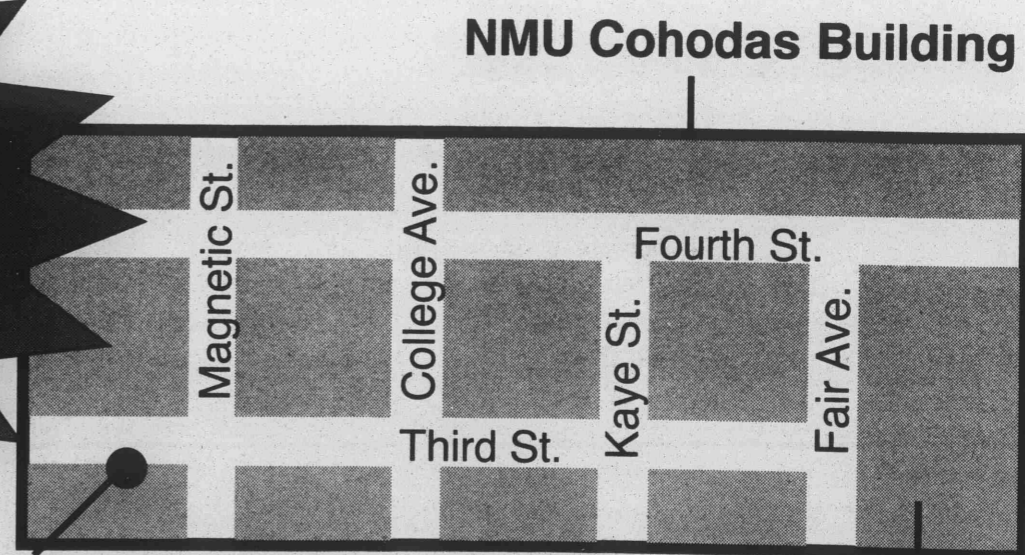 NMU Cohodas Building
Magnetic St.
College Ave.
Fourth St.
Kaye St.
Fair Ave.
Third St.